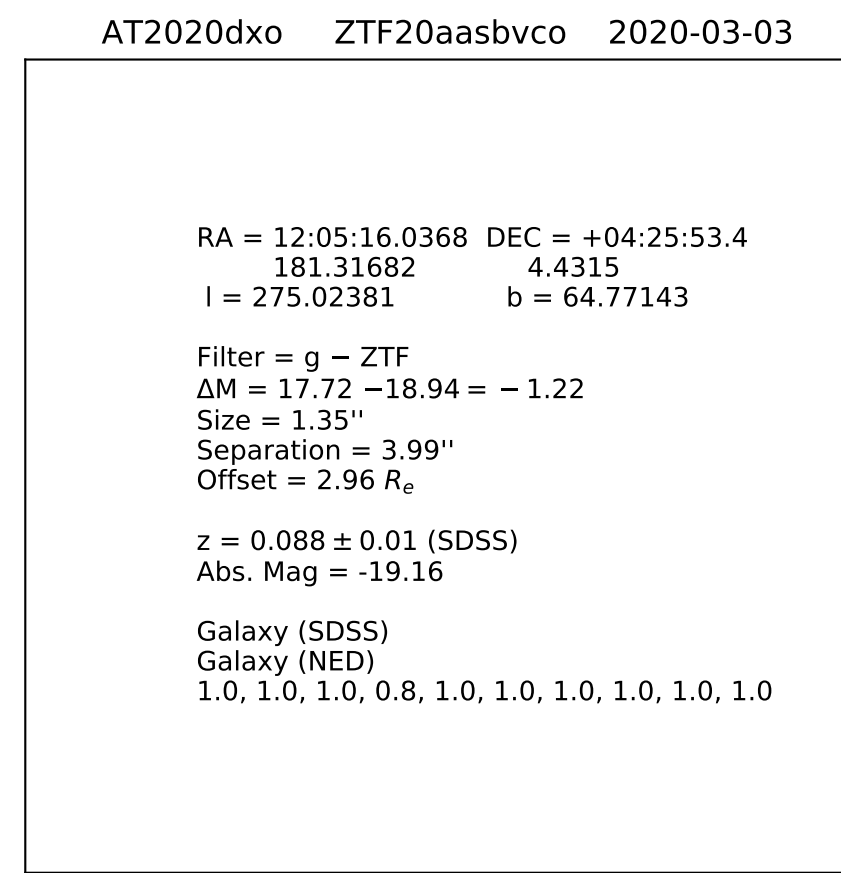 AT2020dxo ZTF20aasbvco 2020-03-03
RA = 12:05:16.0368 DEC = +04:25:53.4
181.31682 4.4315
l = 275.02381 b = 64.77143
Filter = g − ZTF
ΔM = 17.72 −18.94 = − 1.22
Size = 1.35''
Separation = 3.99''
Offset = 2.96 Re
z = 0.088 ± 0.01 (SDSS)
Abs. Mag = -19.16
Galaxy (SDSS)
Galaxy (NED)
1.0, 1.0, 1.0, 0.8, 1.0, 1.0, 1.0, 1.0, 1.0, 1.0